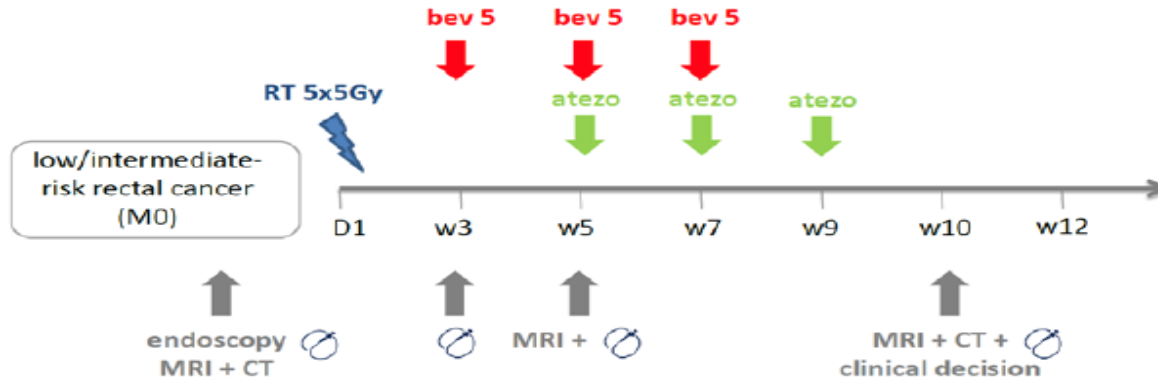 bev 5 bev 5 bev 5
RT 5x5Gy
atezo atezo atezo
low/intermediate-
risk rectal cancer
(M0)
D1 w3 w5 w7 w9 w10 w12
endoscopy
MRI + CT
MRI +
MRI + CT +
clinical decision